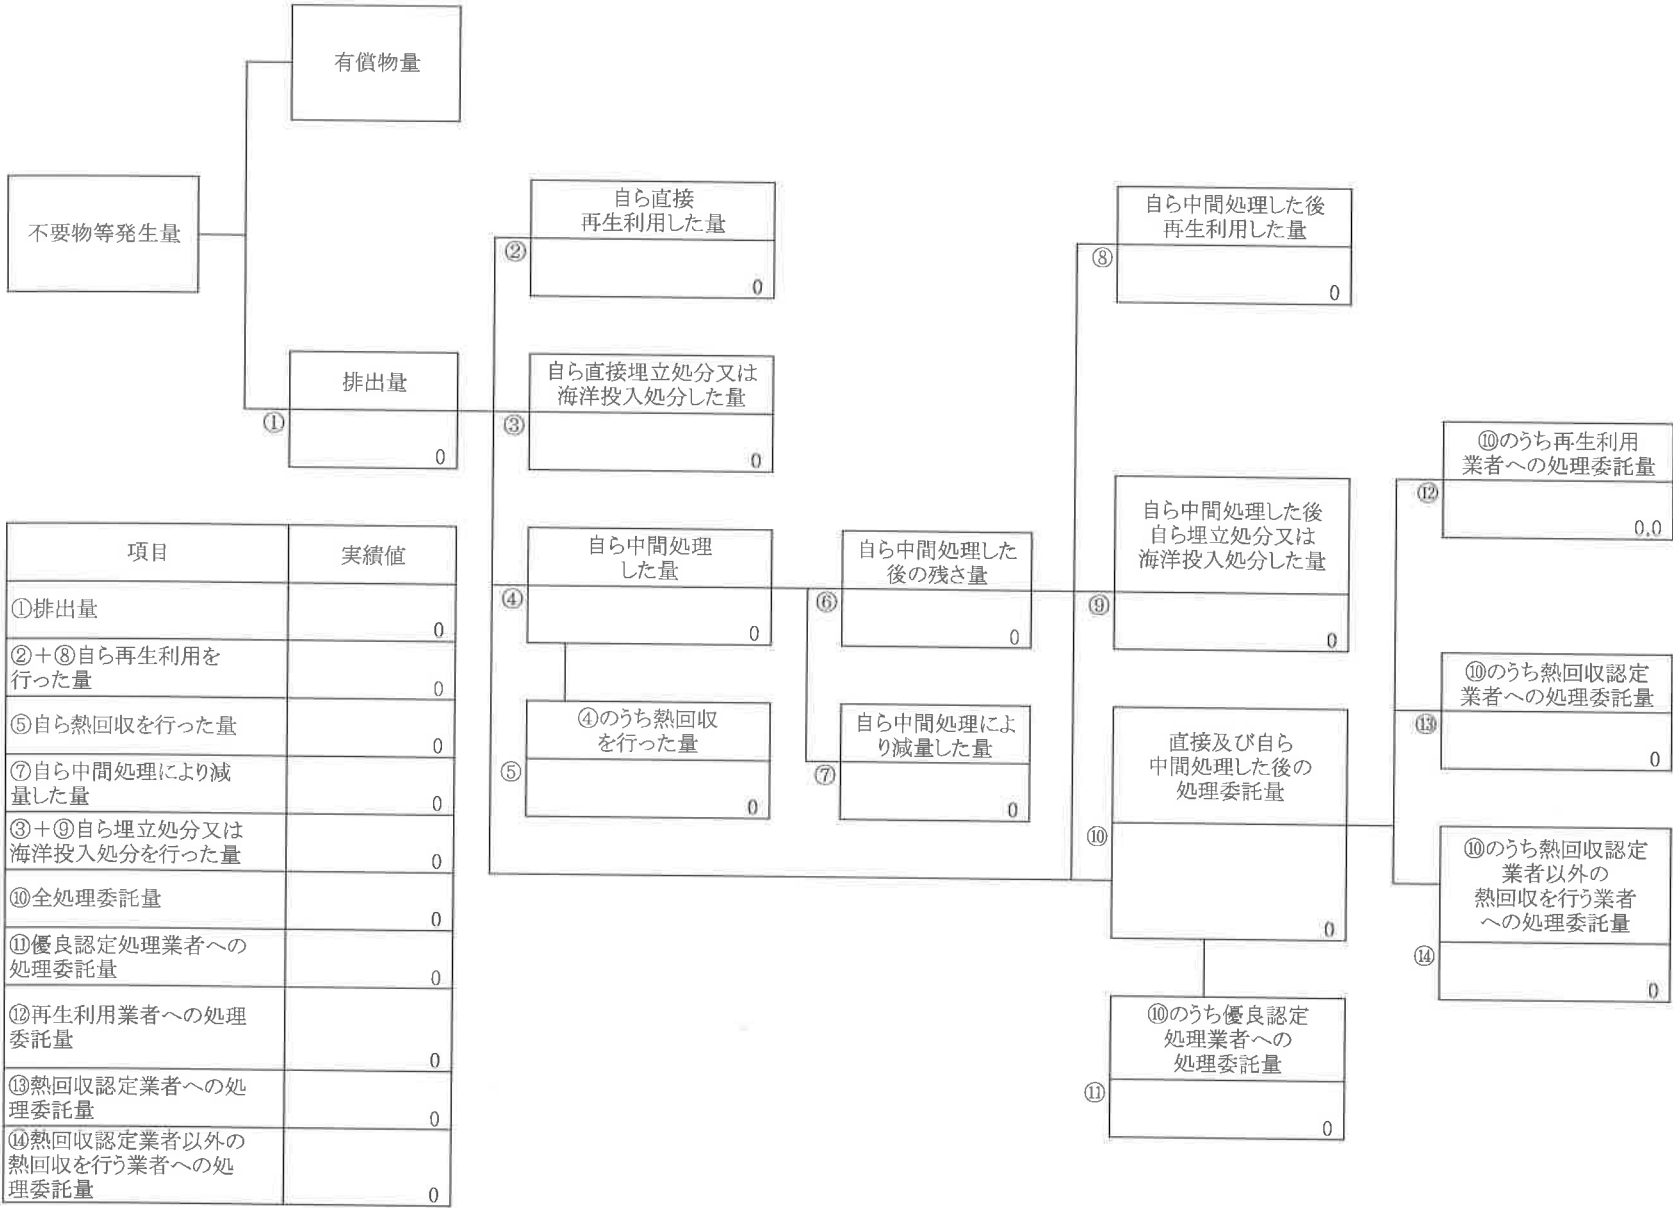 有償物量
不要物等発生量
排出量
①
0
自ら直接
再生利用した量
②
0
自ら直接埋立処分又は
海洋投入処分した量
③
0
自ら中間処理
した量
④
0
④のうち熱回収
を行った量
⑤
0
自ら中間処理した
後の残さ量
⑥
0
自ら中間処理によ
り減量した量
⑦
0
自ら中間処理した後
再生利用した量
⑧
0
自ら中間処理した後
自ら埋立処分又は
海洋投入処分した量
⑨
0
直接及び自ら
中間処理した後の
処理委託量
⑩
0
⑩のうち優良認定
処理業者への
処理委託量
⑪
0
⑩のうち再生利用
業者への処理委託量
⑫
0.0
⑩のうち熱回収認定
業者への処理委託量
⑬
0
⑩のうち熱回収認定
業者以外の
熱回収を行う業者
への処理委託量
⑭
0
項目 実績値
①排出量
0
②+⑧自ら再生利用を
行った量
0
⑤自ら熱回収を行った量
0
⑦自ら中間処理により減
量した量
0
③+⑨自ら埋立処分又は
海洋投入処分を行った量
0
⑩全処理委託量
0
⑪優良認定処理業者への
処理委託量
0
⑫再生利用業者への処理
委託量
0
⑬熱回収認定業者への処
理委託量
0
⑭熱回収認定業者以外の
熱回収を行う業者への処
理委託量
0